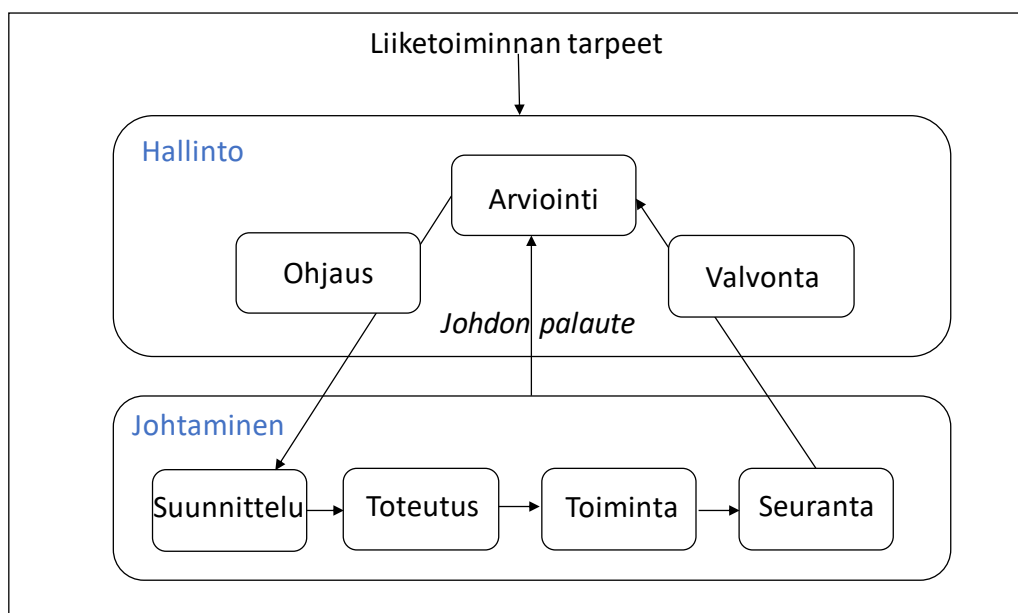 Liiketoiminnan tarpeet
Hallinto
Arviointi
Ohjaus
Valvonta
Johdon palaute
Johtaminen
Suunnittelu
Toteutus
Toiminta
Seuranta